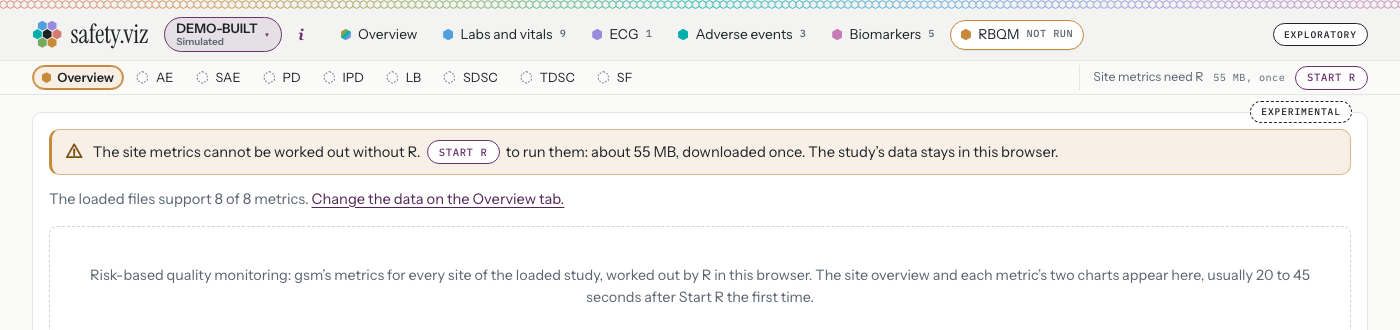 safety.viz
DEMO-BUILT
Simulated
i
Overview
Labs and vitals 9
ECG 1
Adverse events 3
Biomarkers 5
RBQM NOT RUN
EXPLORATORY
Overview
AE
SAE
PD
IPD
LB
SDSC
TDSC
SF
Site metrics need R 55 MB, once START R
EXPERIMENTAL
The site metrics cannot be worked out without R. START R to run them: about 55 MB, downloaded once. The study's data stays in this browser.
The loaded files support 8 of 8 metrics. Change the data on the Overview tab.
Risk-based quality monitoring: gsm's metrics for every site of the loaded study, worked out by R in this browser. The site overview and each metric's two charts appear here, usually 20 to 45
seconds after Start R the first time.